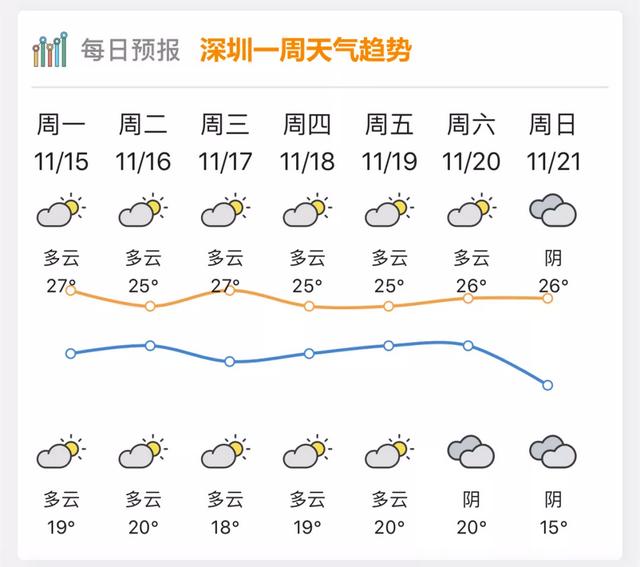 每日预报 深圳一周天气趋势
周一 周二 周三 周四 周五 周六 周日
11/15 11/16 11/17 11/18 11/19 11/20 11/21
多云 多云 多云 多云 多云 多云 阴
27° 25° 27° 25° 25° 26° 26°
多云 多云 多云 多云 多云 阴 阴
19° 20° 18° 19° 20° 20° 15°